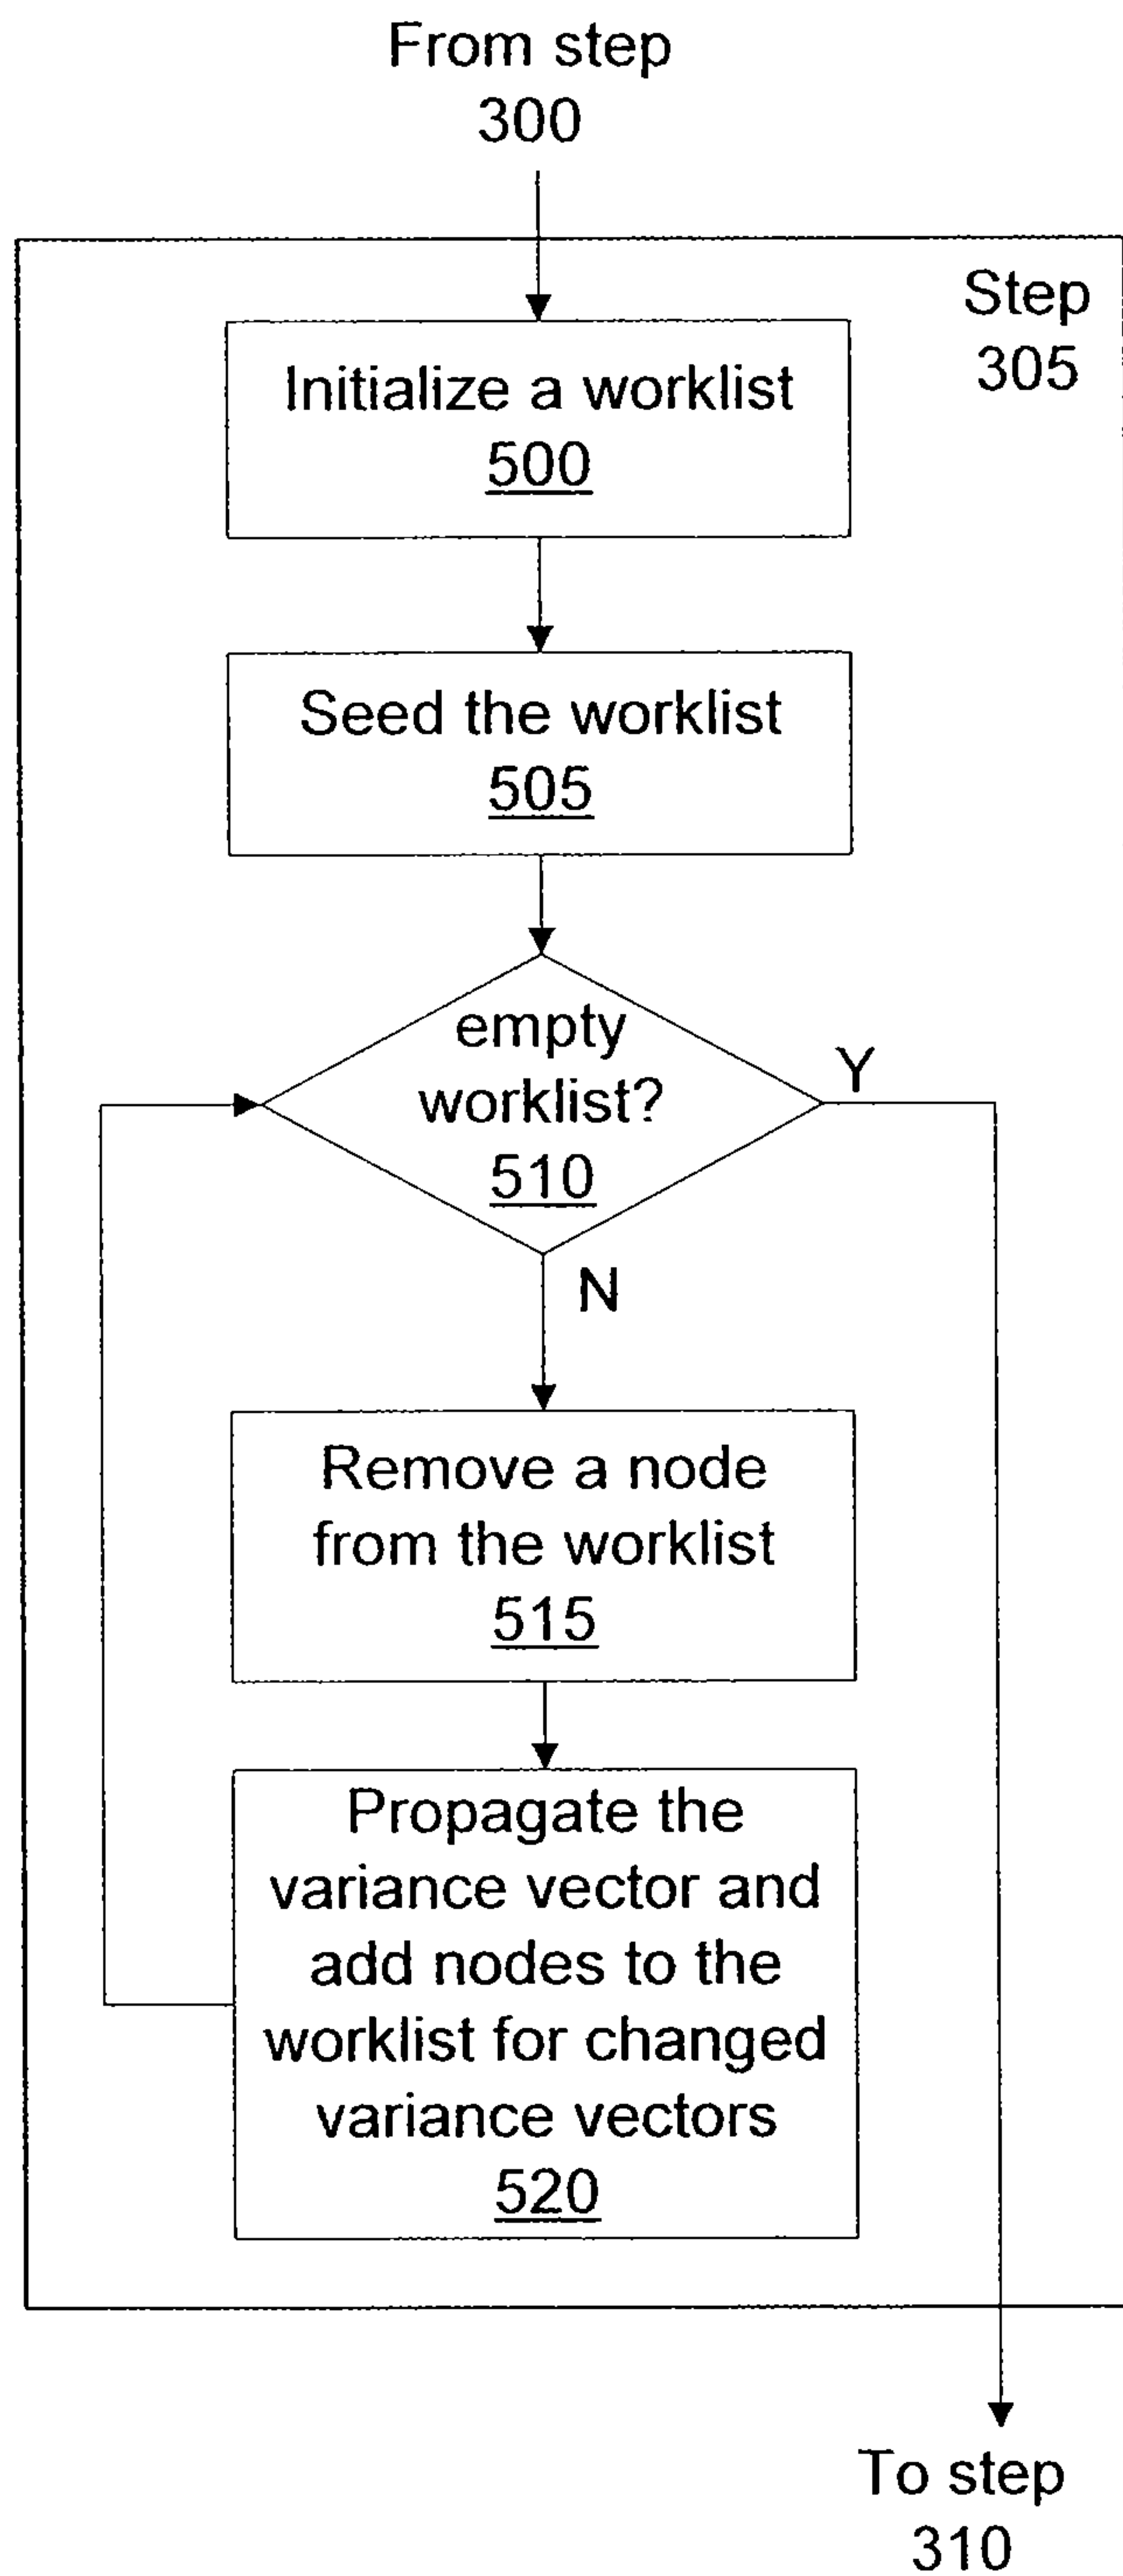 From step
300
Step
305
Initialize a worklist
500
Seed the worklist
505
empty
worklist?
510
Y
N
Remove a node
from the worklist
515
Propagate the
variance vector and
add nodes to the
worklist for changed
variance vectors
520
To step
310